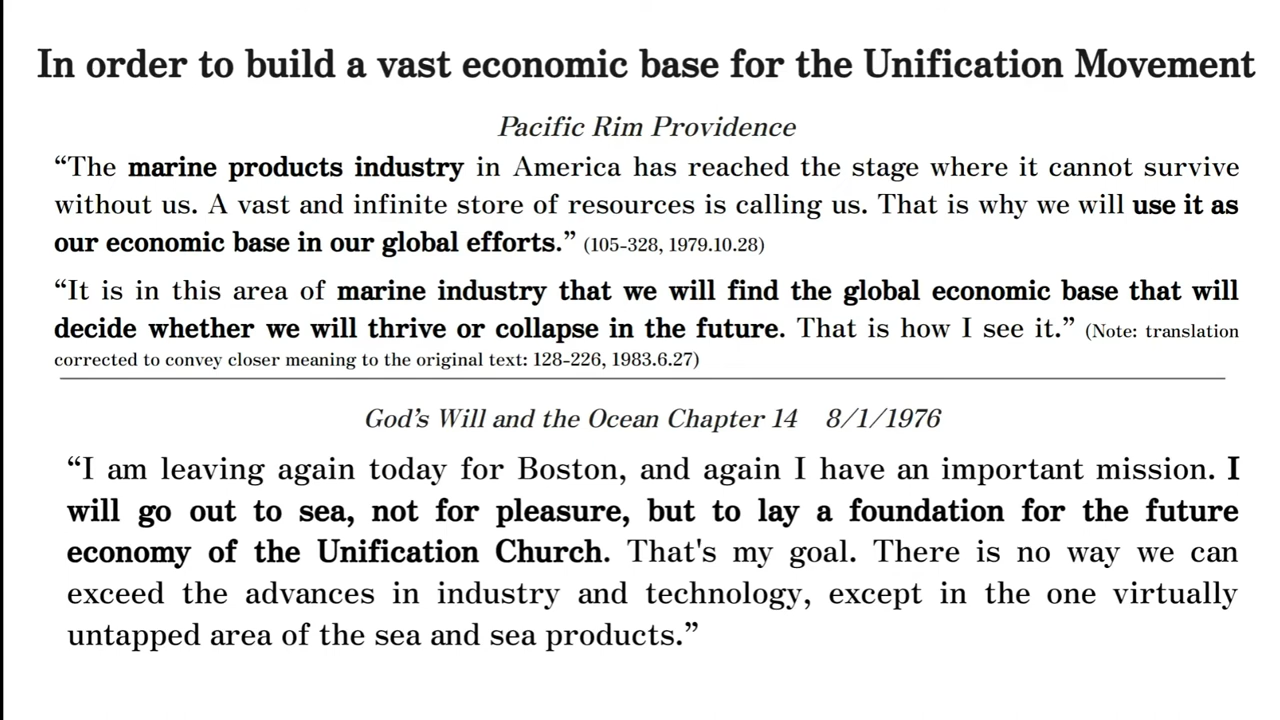 In order to build a vast economic base for the Unification Movement
Pacific Rim Providence
“The marine products industry in America has reached the stage where it cannot survive
without us. A vast and infinite store of resources is calling us. That is why we will use it as
our economic base in our global efforts.” (105-328, 1979.10.28)
“It is in this area of marine industry that we will find the global economic base that will
decide whether we will thrive or collapse in the future. That is how I see it.” (Note: translation
corrected to convey closer meaning to the original text: 128-226, 1983.6.27)
God’s Will and the Ocean Chapter 14 8/1/1976
“I am leaving again today for Boston, and again I have an important mission. I
will go out to sea, not for pleasure, but to lay a foundation for the future
economy of the Unification Church. That's my goal. There is no way we can
exceed the advances in industry and technology, except in the one virtually
untapped area of the sea and sea products.”